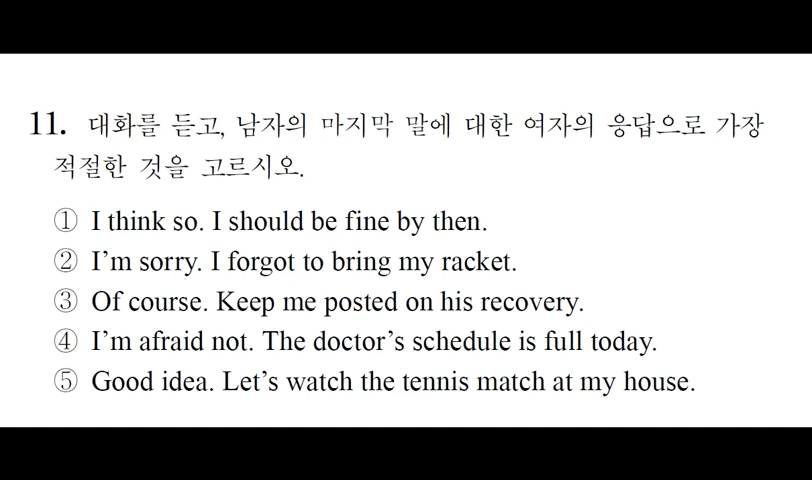 11. 대화를 듣고, 남자의 마지막 말에 대한 여자의 응답으로 가장
적절한 것을 고르시오.
① I think so. I should be fine by then.
② I'm sorry. I forgot to bring my racket.
③ Of course. Keep me posted on his recovery.
④ I'm afraid not. The doctor's schedule is full today.
⑤ Good idea. Let's watch the tennis match at my house.